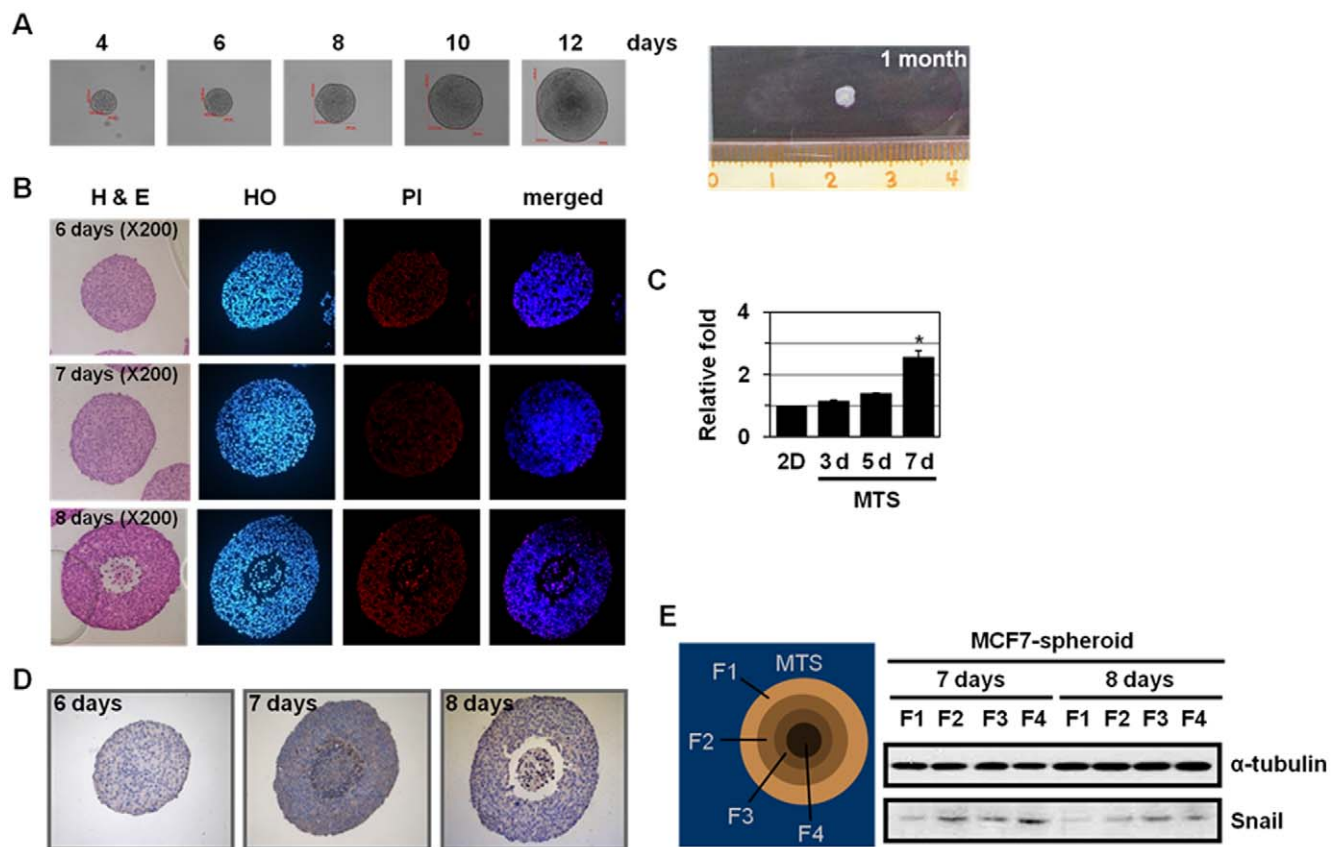 A
4 6 8 10 12 days
1 month
0 1 2 3 4
B
H & E HO PI merged
6 days (X200)
7 days (X200)
8 days (X200)
C
Relative fold
4
2
0
*
2D 3 d 5 d 7 d
MTS
D
6 days 7 days 8 days
E
MTS
F1
F2
F3
F4
MCF7-spheroid
7 days 8 days
F1 F2 F3 F4 F1 F2 F3 F4
α-tubulin
Snail